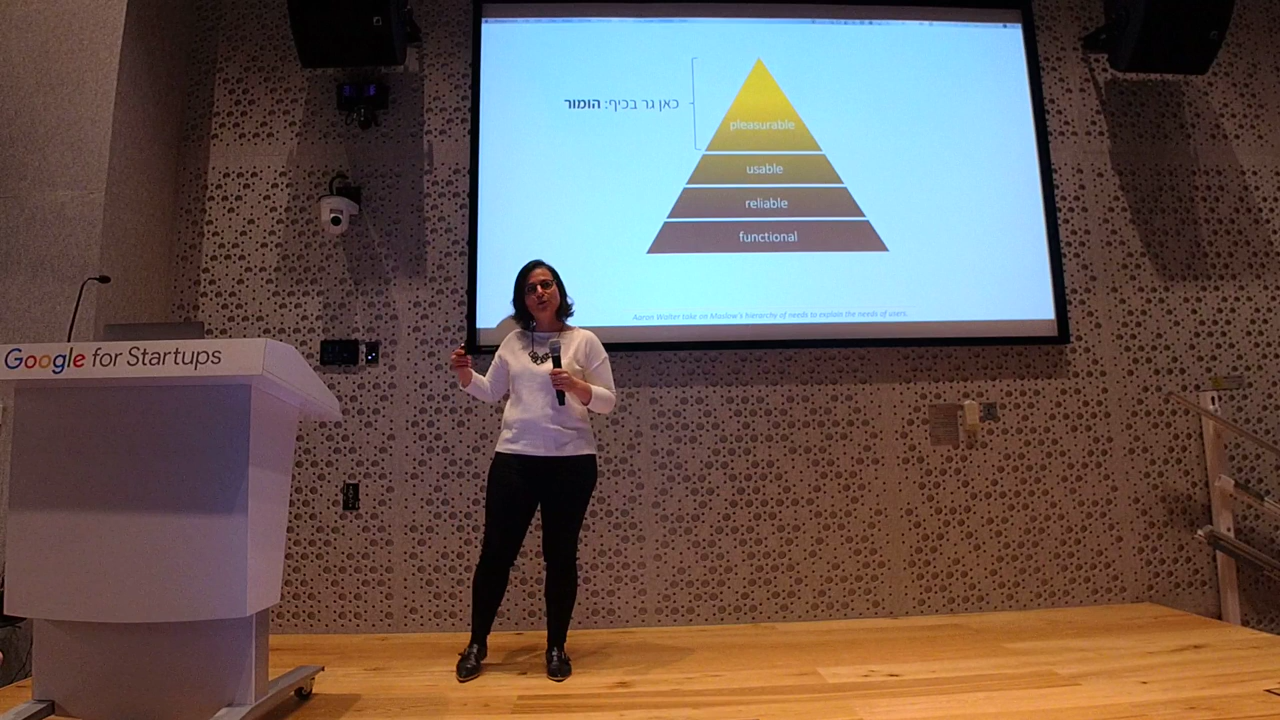 כאן גר בכיף: הומור
pleasurable
usable
reliable
functional
Aaron Walter take on Maslow's hierarchy of needs to explain the needs of users.
Google for Startups